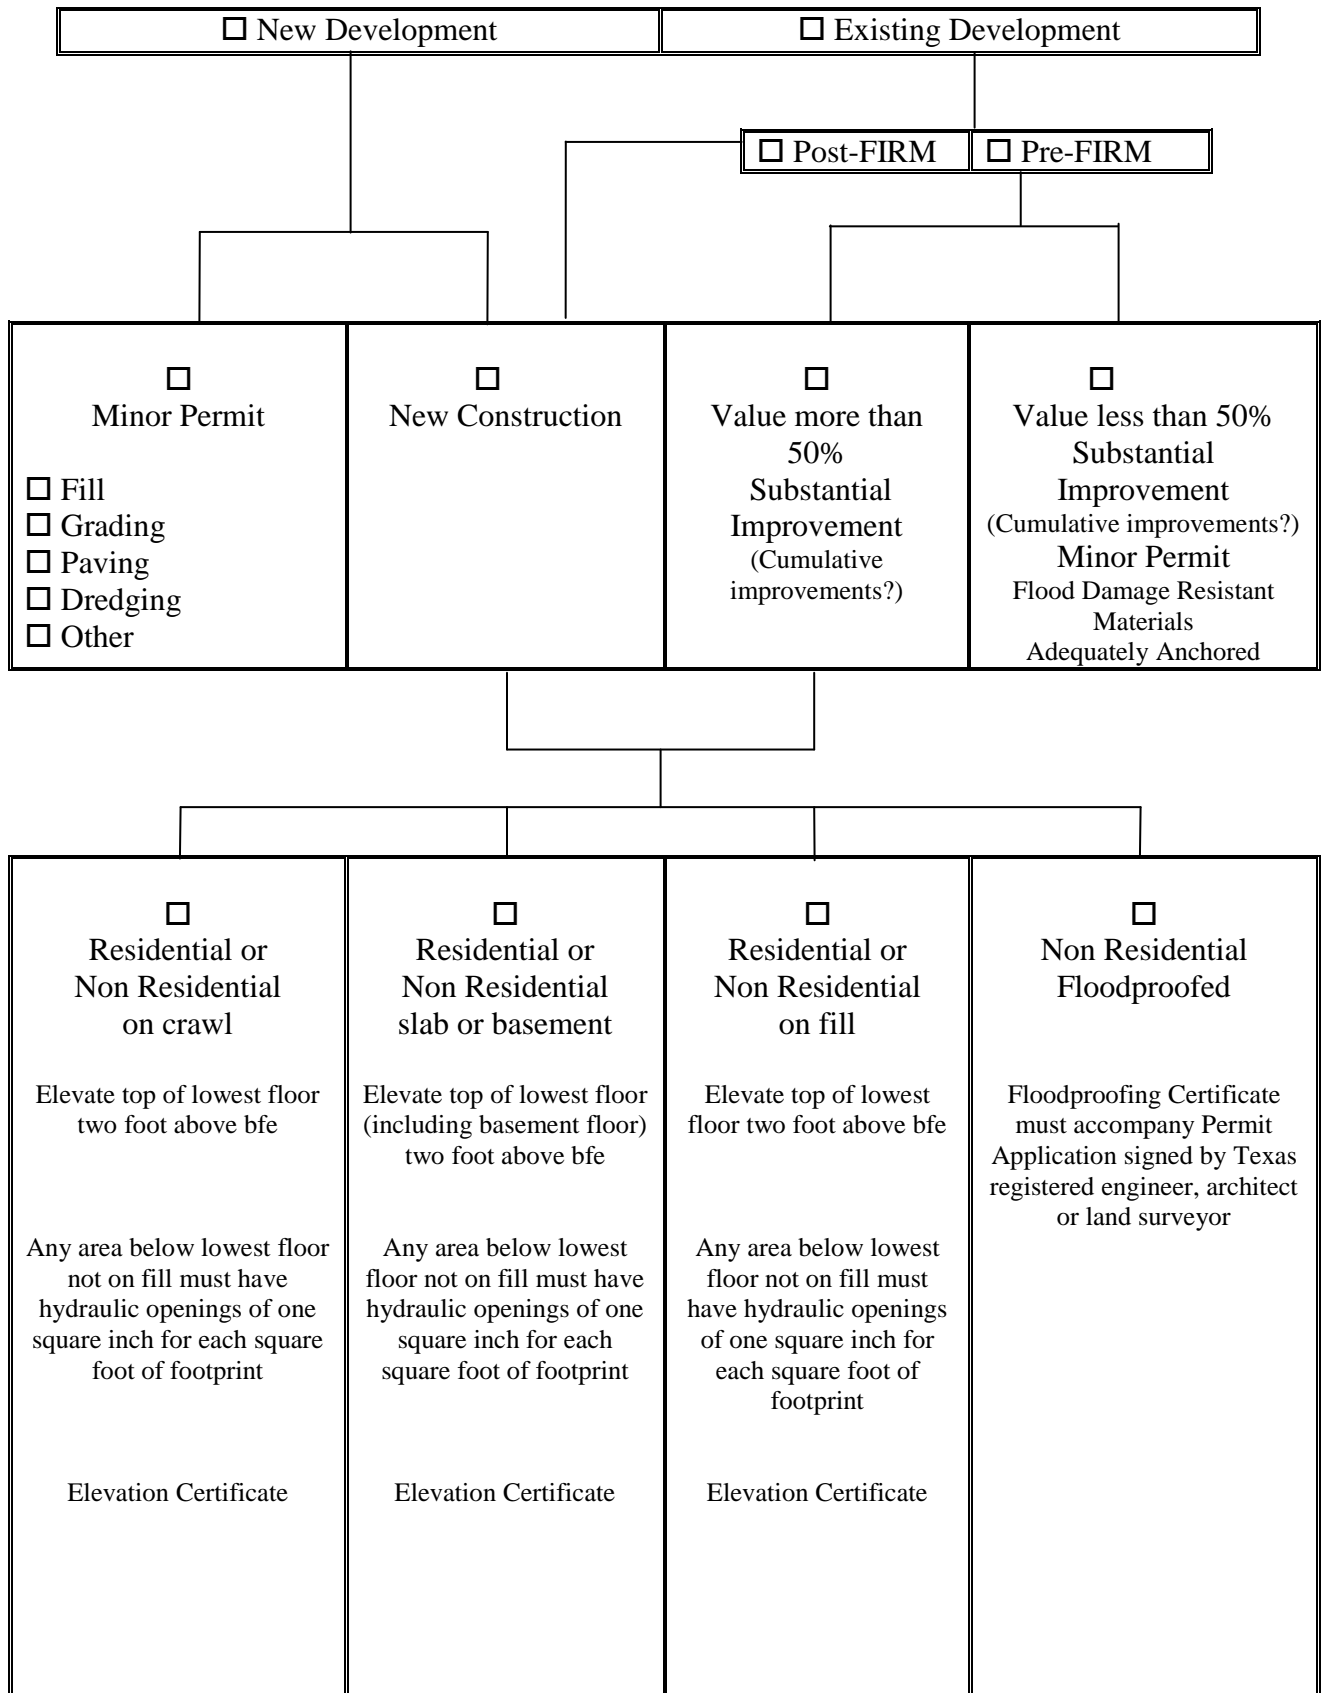 ☐ New Development
☐ Existing Development
☐ Post-FIRM
☐ Pre-FIRM
☐
Minor Permit
☐ Fill
☐ Grading
☐ Paving
☐ Dredging
☐ Other
☐
New Construction
☐
Value more than
50%
Substantial
Improvement
(Cumulative
improvements?)
☐
Value less than 50%
Substantial
Improvement
(Cumulative improvements?)
Minor Permit
Flood Damage Resistant
Materials
Adequately Anchored
☐
Residential or
Non Residential
on crawl
Elevate top of lowest floor
two foot above bfe
Any area below lowest floor
not on fill must have
hydraulic openings of one
square inch for each square
foot of footprint
Elevation Certificate
☐
Residential or
Non Residential
slab or basement
Elevate top of lowest floor
(including basement floor)
two foot above bfe
Any area below lowest
floor not on fill must have
hydraulic openings of one
square inch for each
square foot of footprint
Elevation Certificate
☐
Residential or
Non Residential
on fill
Elevate top of lowest
floor two foot above bfe
Any area below lowest
floor not on fill must
have hydraulic openings
of one square inch for
each square foot of
footprint
Elevation Certificate
☐
Non Residential
Floodproofed
Floodproofing Certificate
must accompany Permit
Application signed by Texas
registered engineer, architect
or land surveyor